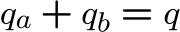 q_a + q_b = q